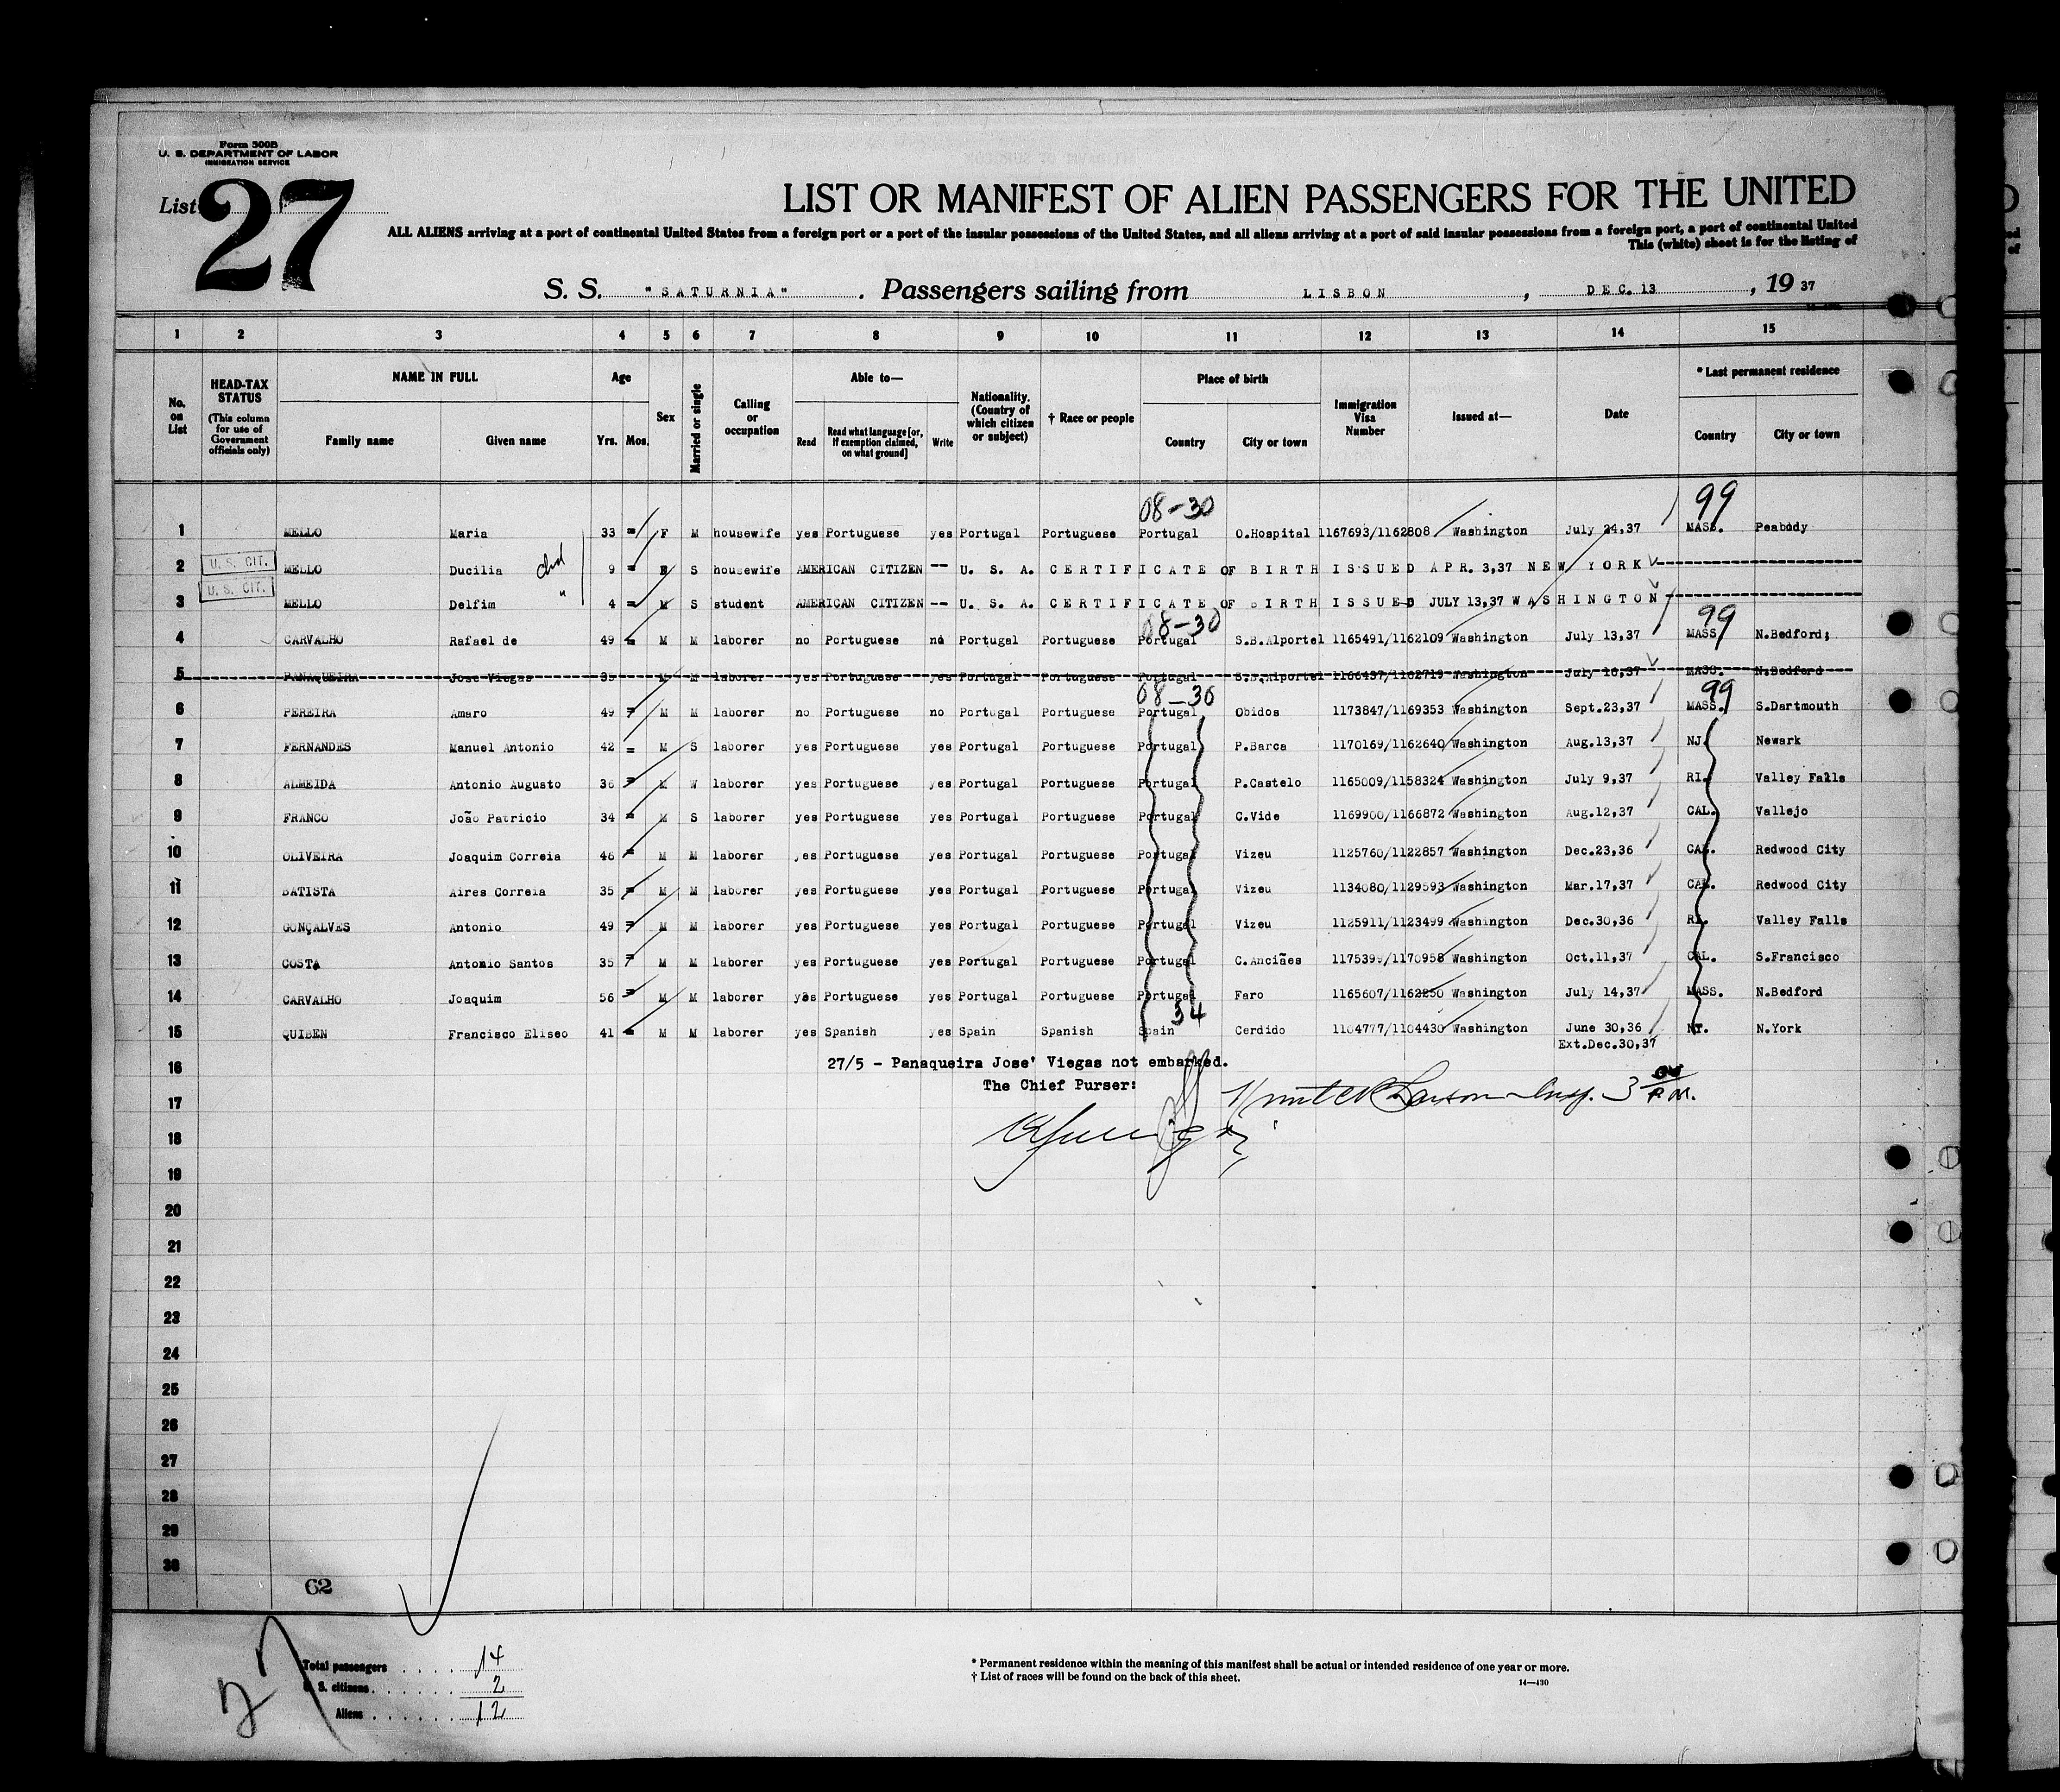 Form 500B
U. S. DEPARTMENT OF LABOR
IMMIGRATION SERVICE
List 27
LIST OR MANIFEST OF ALIEN PASSENGERS FOR THE UNITED
ALL ALIENS arriving at a port of continental United States from a foreign port or a port of the insular possessions of the United States, and all aliens arriving at a port of said insular possessions from a foreign port, a port of continental United
This (white) sheet is for the listing of
S. S. "SATURNIA". Passengers sailing from LISBON, DEC. 13, 19 37
1 2 3 4 5 6 7 8 9 10 11 12 13 14 15
No. on List
HEAD-TAX STATUS (This column for use of Government officials only)
NAME IN FULL
Family name Given name
Age
Yrs. Mos.
Sex
Married or single
Calling or occupation
Able to—
Read Read what language [or, if exemption claimed, on what ground] Write
Nationality. (Country of which citizen or subject)
† Race or people
Place of birth
Country City or town
Immigration Visa Number
Issued at—
Date
* Last permanent residence
Country City or town
08-30 99
1 MELLO Maria 33 F M housewife yes Portuguese yes Portugal Portuguese Portugal O.Hospital 1167693/1162808 Washington July 24,37 MASS. Peabody
2 U. S. CIT. MELLO Ducilia chd 9 S housewife AMERICAN CITIZEN -- U. S. A. CERTIFICATE OF BIRTH ISSUED APR. 3,37 NEW YORK
3 U. S. CIT. MELLO Delfim " 4 M S student AMERICAN CITIZEN -- U. S. A. CERTIFICATE OF BIRTH ISSUED JULY 13,37 WASHINGTON
08-30 99
4 CARVALHO Rafael de 49 M M laborer no Portuguese no Portugal Portuguese Portugal S.B.Alportel 1165491/1162109 Washington July 13,37 MASS N.Bedford;
5 PANAQUEIRA Jose Viegas 39 M M laborer yes Portuguese yes Portugal Portuguese Portugal Alportel Washington July 16,37 MASS. N.Bedford
08-30 99
6 PEREIRA Amaro 49 M M laborer no Portuguese no Portugal Portuguese Portugal Obidos 1173847/1169353 Washington Sept.23,37 MASS. S.Dartmouth
7 FERNANDES Manuel Antonio 42 M S laborer yes Portuguese yes Portugal Portuguese Portugal P.Barca 1170169/1162640 Washington Aug.13,37 NJ. Newark
8 ALMEIDA Antonio Augusto 36 M W laborer yes Portuguese yes Portugal Portuguese Portugal P.Castelo 1165009/1158324 Washington July 9,37 RI. Valley Falls
9 FRANCO João Patricio 34 M S laborer yes Portuguese yes Portugal Portuguese Portugal C.Vide 1169900/1166872 Washington Aug.12,37 CAL. Vallejo
10 OLIVEIRA Joaquim Correia 46 M M laborer yes Portuguese yes Portugal Portuguese Portugal Vizeu 1125760/1122857 Washington Dec.23,36 CAL. Redwood City
11 BATISTA Aires Correia 35 M M laborer yes Portuguese yes Portugal Portuguese Portugal Vizeu 1134080/1129593 Washington Mar.17,37 CAL. Redwood City
12 GONÇALVES Antonio 49 M M laborer yes Portuguese yes Portugal Portuguese Portugal Vizeu 1125911/1123499 Washington Dec.30,36 RI. Valley Falls
13 COSTA Antonio Santos 35 M M laborer yes Portuguese yes Portugal Portuguese Portugal C.Anciães 1175399/1170958 Washington Oct.11,37 CAL. S.Francisco
14 CARVALHO Joaquim 56 M M laborer yes Portuguese yes Portugal Portuguese Portugal Faro 1165607/1162250 Washington July 14,37 MASS. N.Bedford
34
15 QUIBEN Francisco Eliseo 41 M M laborer yes Spanish yes Spain Spanish Spain Cerdido 1104777/1104430 Washington June 30,36 NY. N.York
Ext.Dec.30,37
16 27/5 - Panaqueira Jose' Viegas not embarked.
The Chief Purser:
17 Larson Insp. 3 P.M.
18
19
20
21
22
23
24
25
26
27
28
29
30
62
27
Total passengers 14
U. S. citizens 2
Aliens 12
* Permanent residence within the meaning of this manifest shall be actual or intended residence of one year or more.
† List of races will be found on the back of this sheet.
14—430